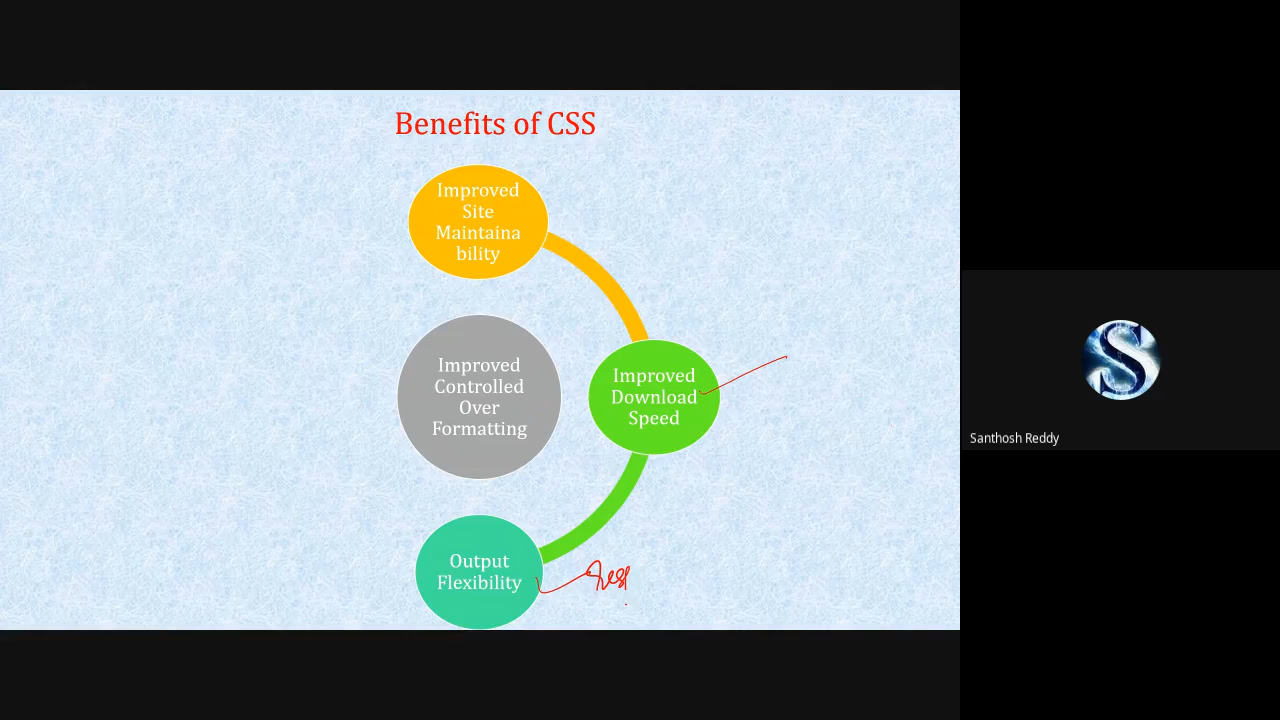 Benefits of CSS
Improved
Site
Maintaina
bility
Improved
Controlled
Over
Formatting
Improved
Download
Speed
Output
Flexibility
Santhosh Reddy